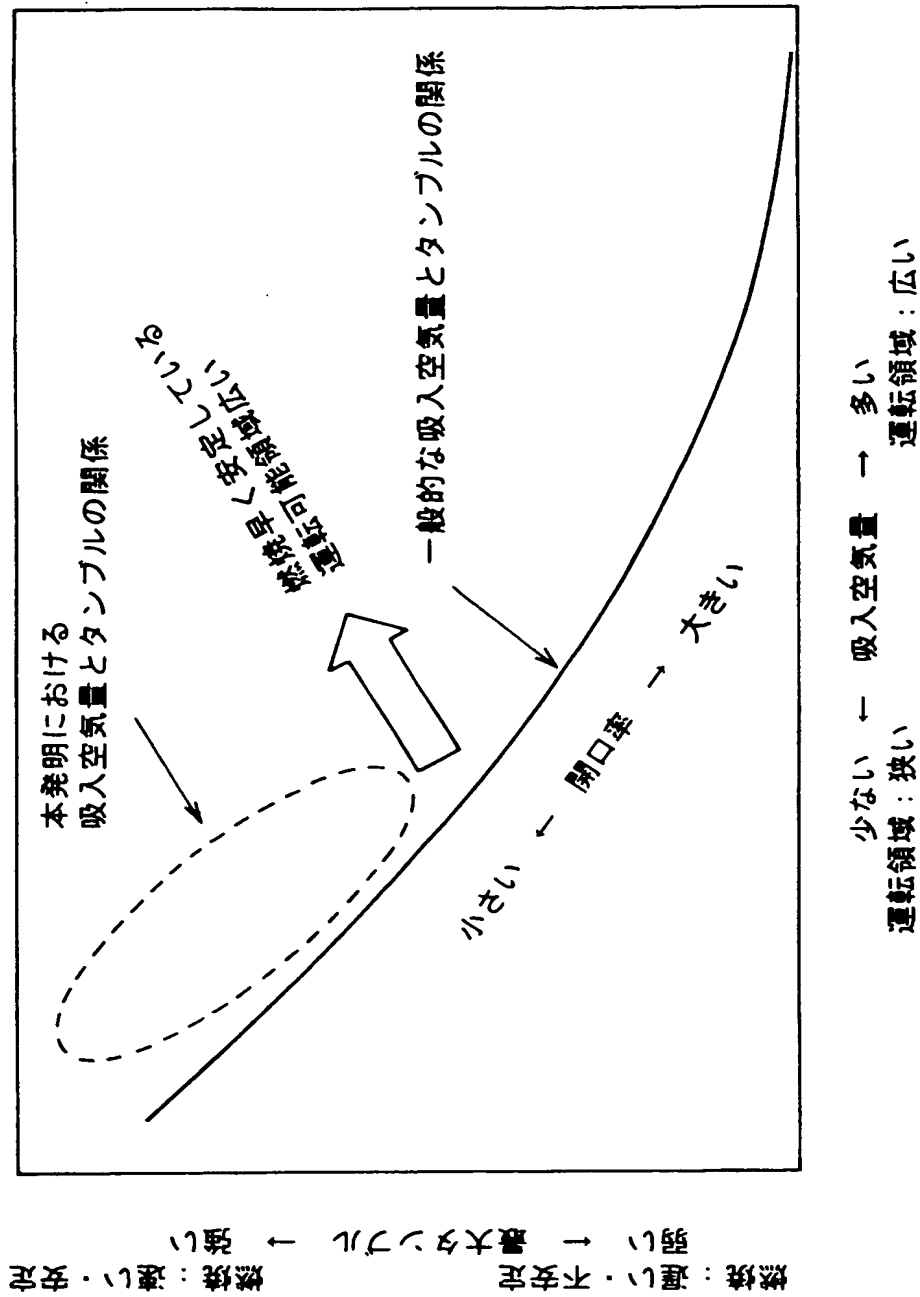 本発明における
吸入空気量とタンブルの関係
燃焼早く安定している
運転可能領域広い
一般的な吸入空気量とタンブルの関係
小さい ← 開口率 → 大きい
少ない ← 吸入空気量 → 多い
運転領域：狭い
運転領域：広い
弱い ← 最大タンブル → 強い
燃焼：遅い・不安定
燃焼：速い・安定